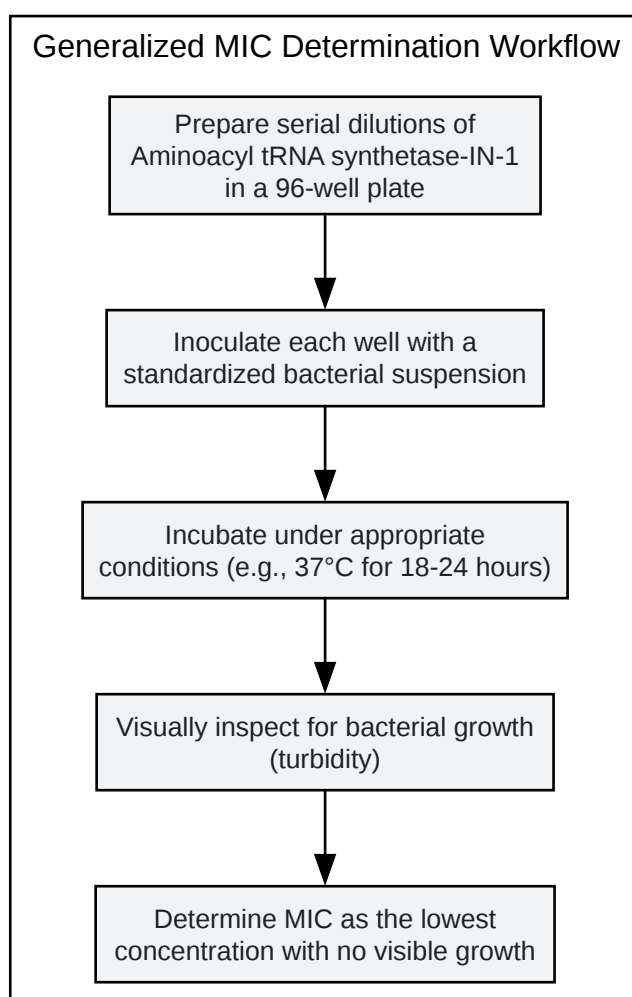 Generalized MIC Determination Workflow
Prepare serial dilutions of
Aminoacyl tRNA synthetase-IN-1
in a 96-well plate
Inoculate each well with a
standardized bacterial suspension
Incubate under appropriate
conditions (e.g., 37°C for 18-24 hours)
Visually inspect for bacterial growth
(turbidity)
Determine MIC as the lowest
concentration with no visible growth